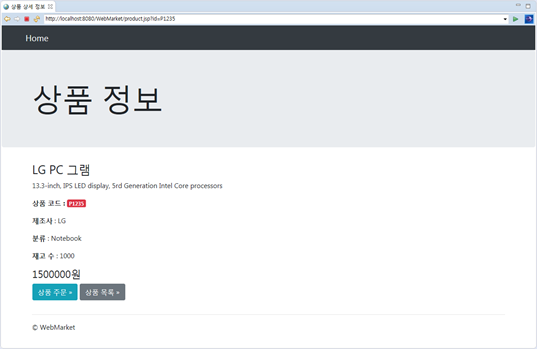 상품 상세 정보
http://localhost:8080/WebMarket/product.jsp?id=P1235
Home
상품 정보
LG PC 그램
13.3-inch, IPS LED display, 5rd Generation Intel Core processors
상품 코드 : P1235
제조사 : LG
분류 : Notebook
재고 수 : 1000
1500000원
상품 주문 » 상품 목록 »
© WebMarket